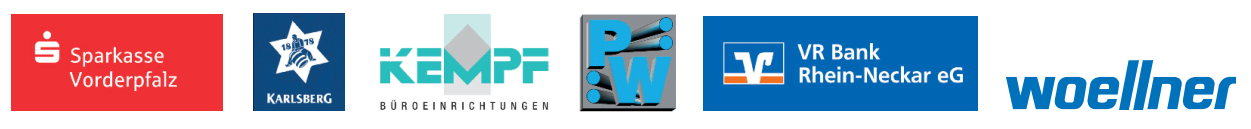 Sparkasse
Vorderpfalz
1878
KARLSBERG
KEMPF
BÜROEINRICHTUNGEN
PW
VR Bank
Rhein-Neckar eG
woellner